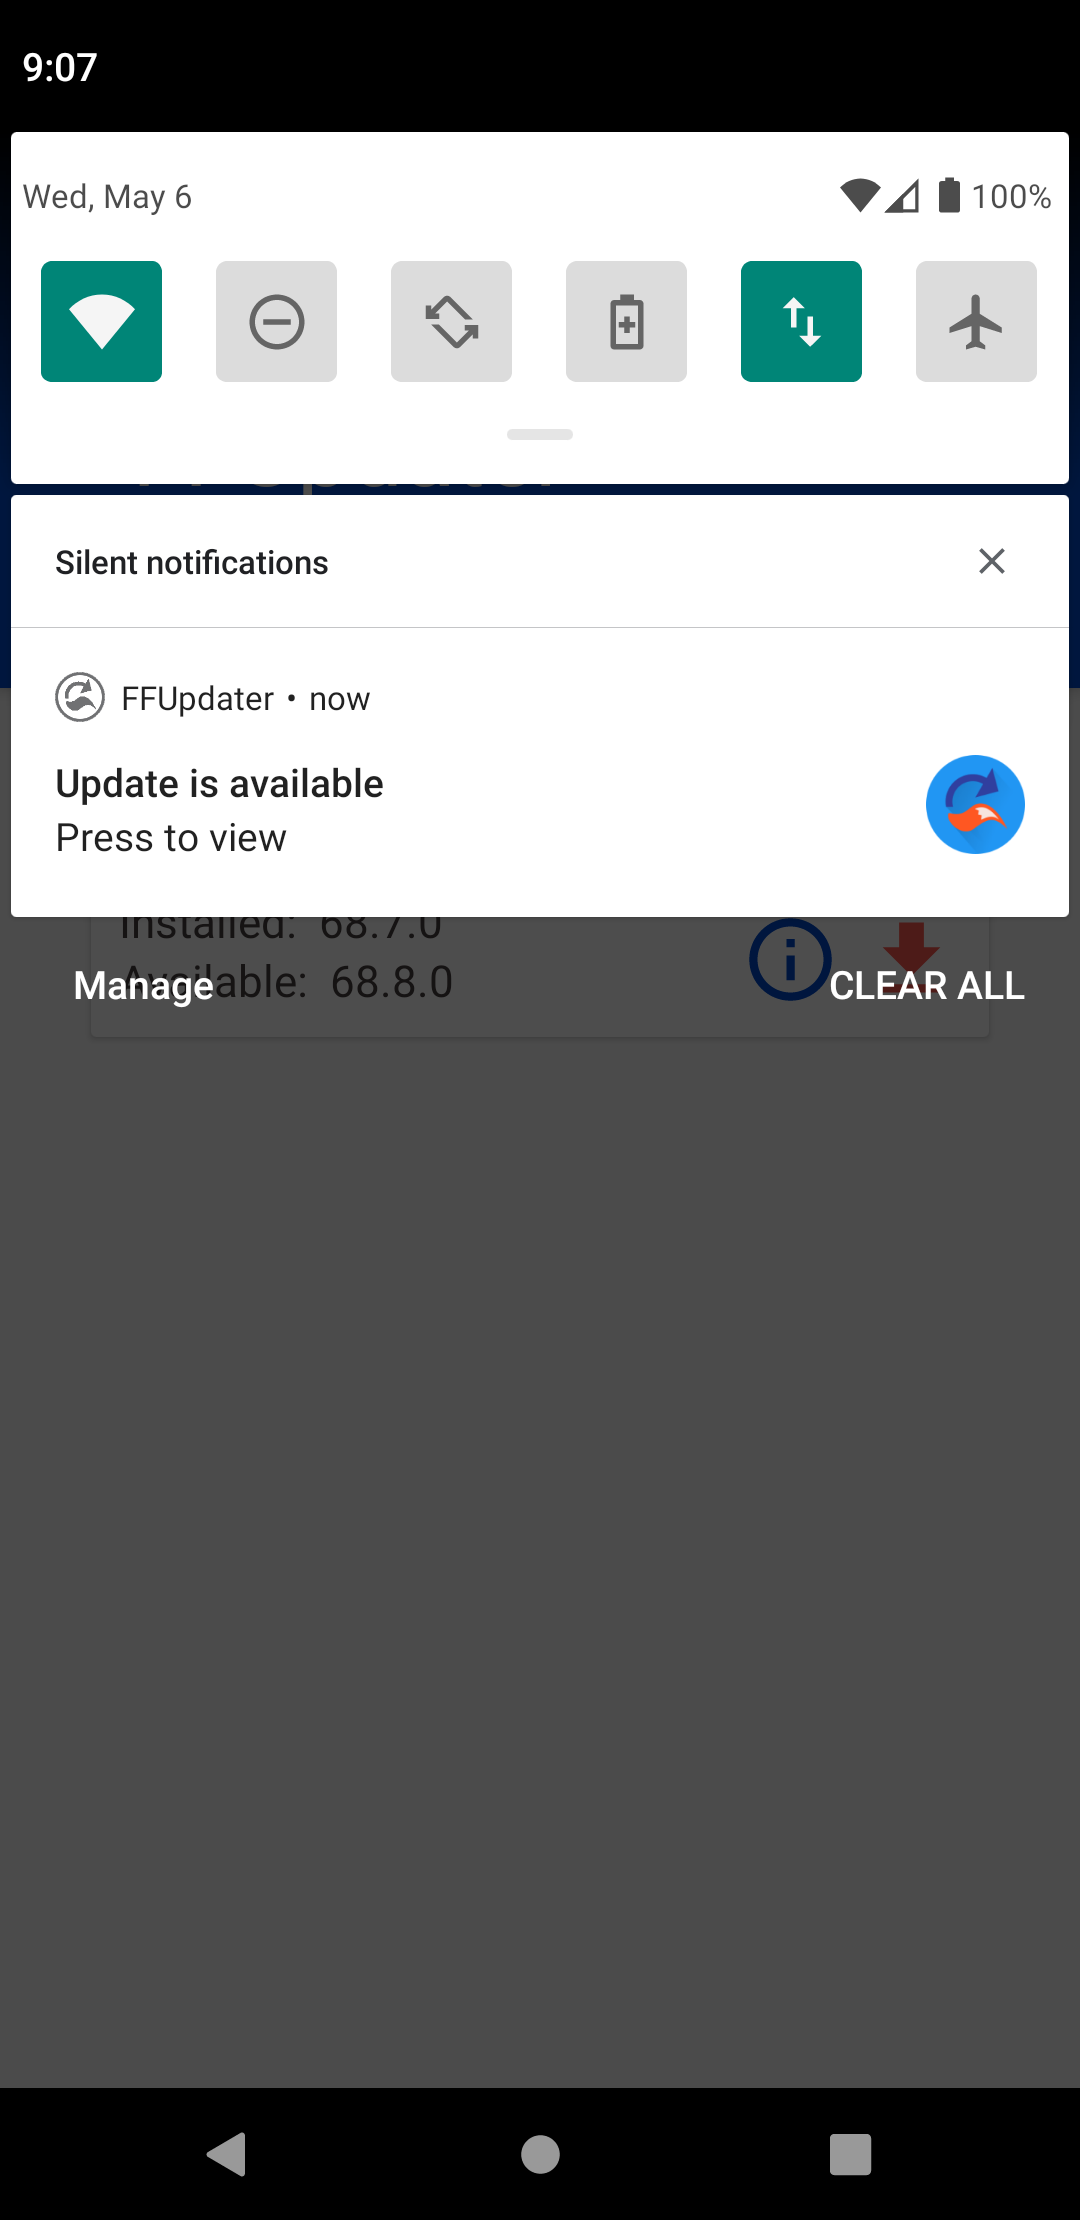 9:07
Wed, May 6
100%
Silent notifications
FFUpdater • now
Update is available
Press to view
Installed: 68.7.0
Available: 68.8.0
Manage
CLEAR ALL